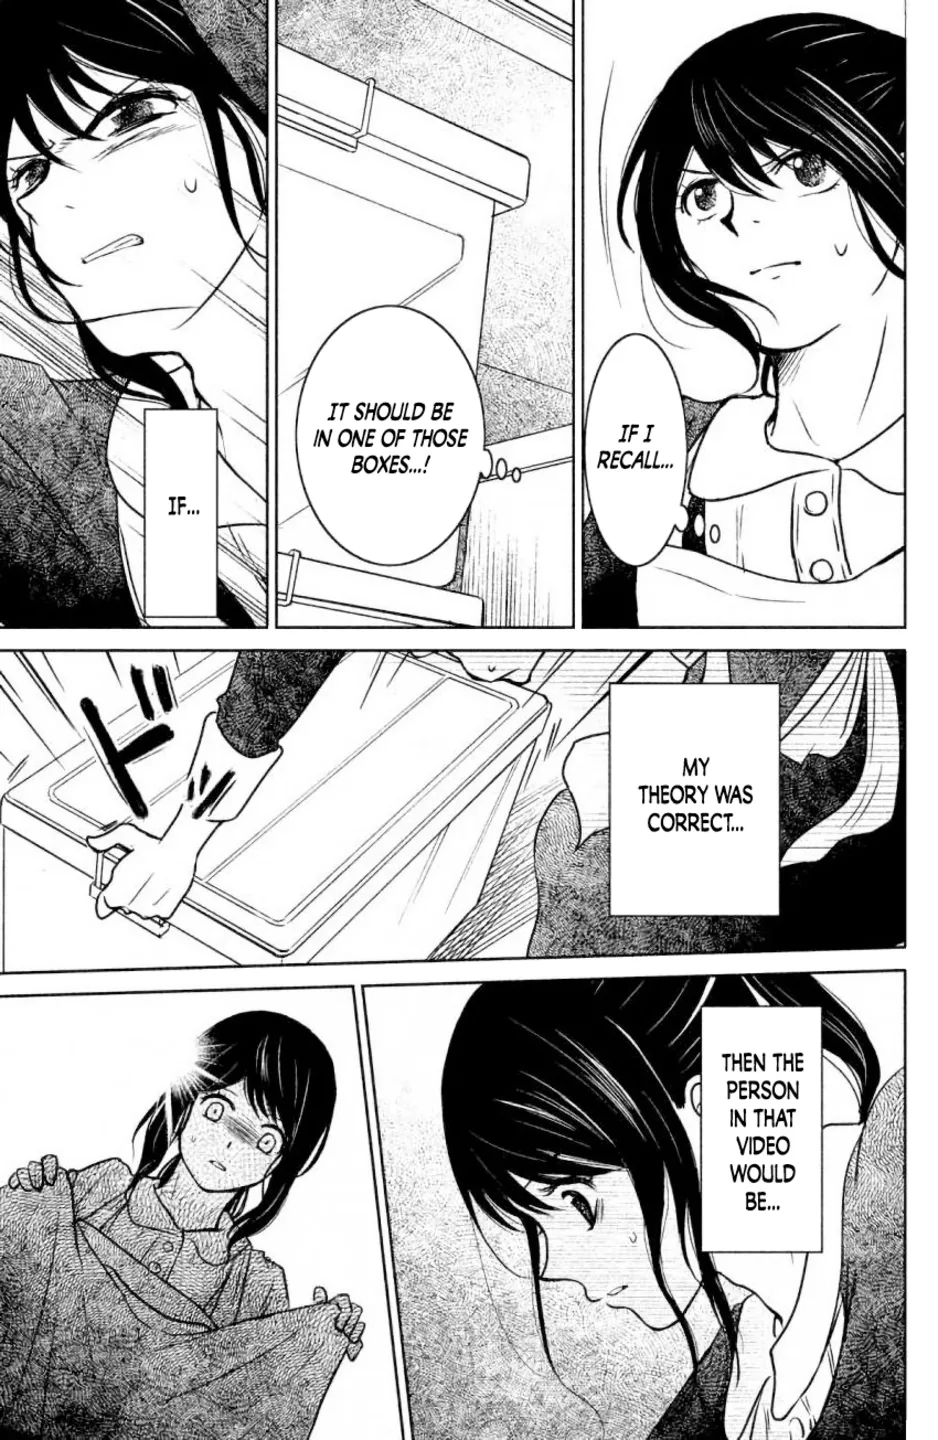 IF I
RECALL...
IT SHOULD BE
IN ONE OF THOSE
BOXES...!
IF...
ドン
MY
THEORY WAS
CORRECT...
THEN THE
PERSON
IN THAT
VIDEO
WOULD
BE...